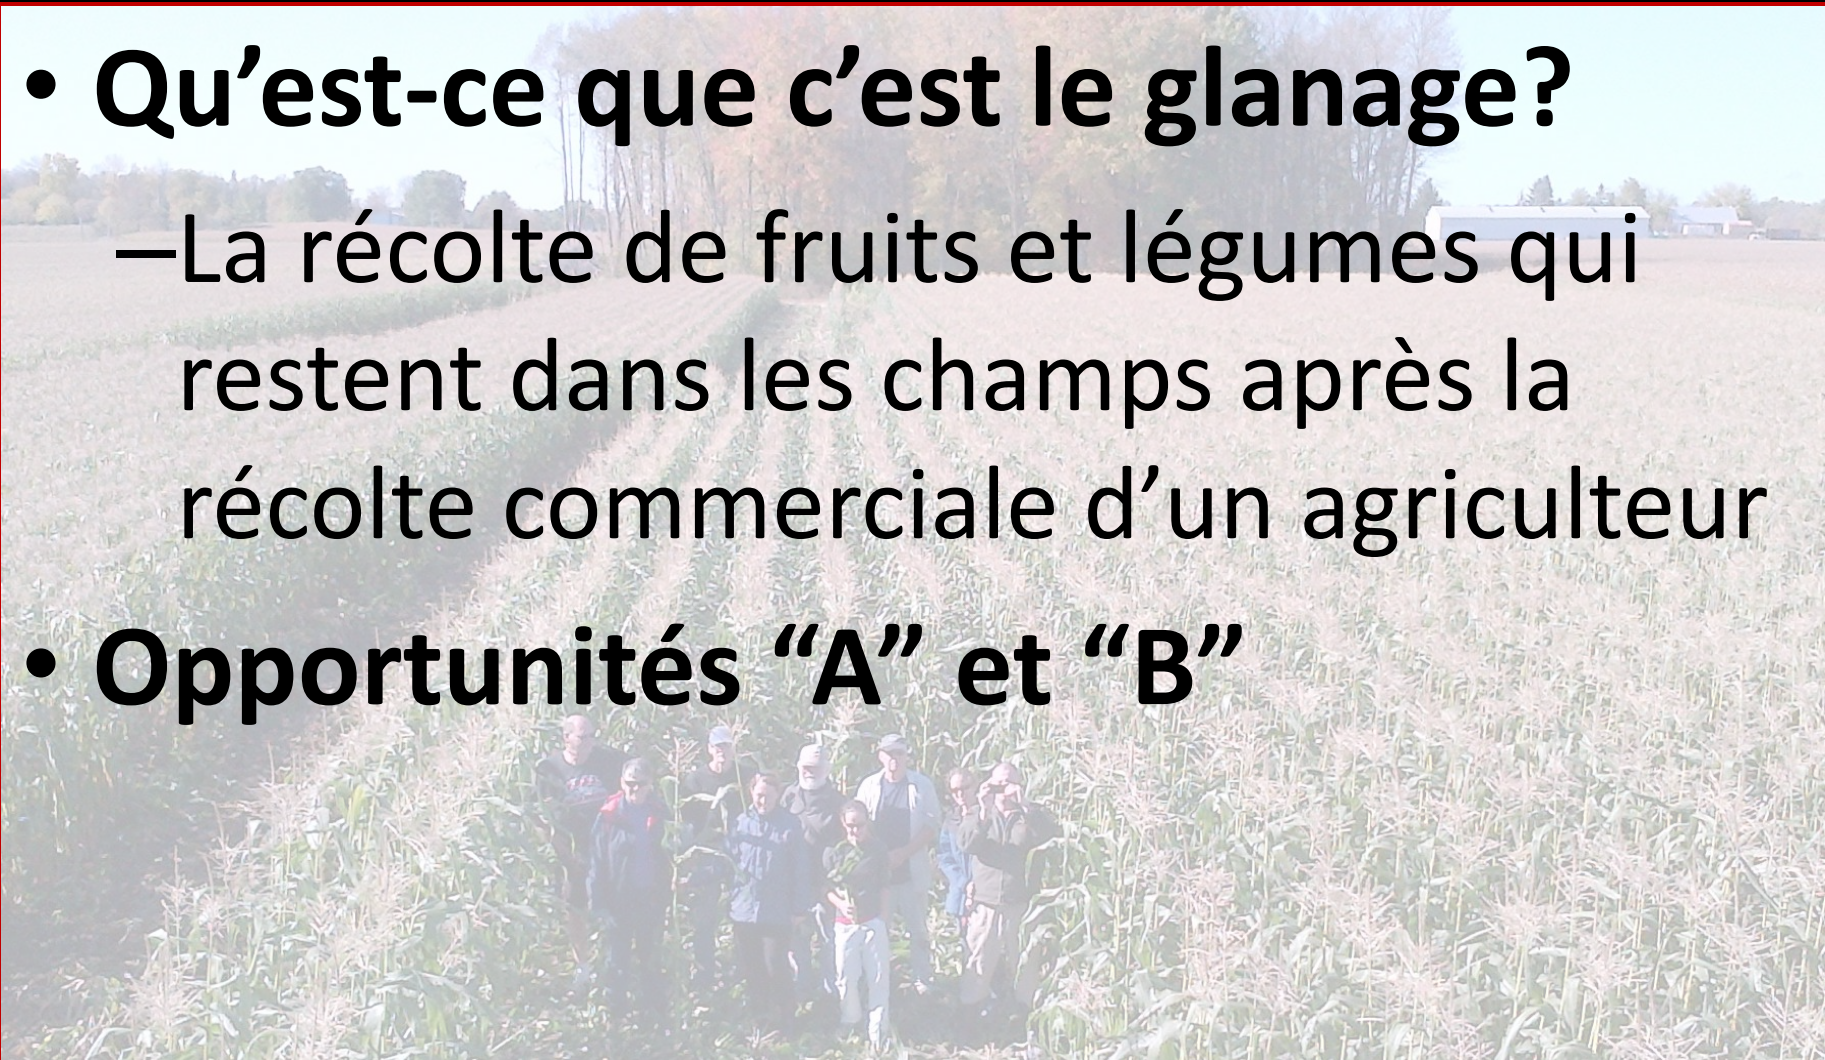 • Qu’est-ce que c’est le glanage?
–La récolte de fruits et légumes qui
restent dans les champs après la
récolte commerciale d’un agriculteur
• Opportunités “A” et “B”